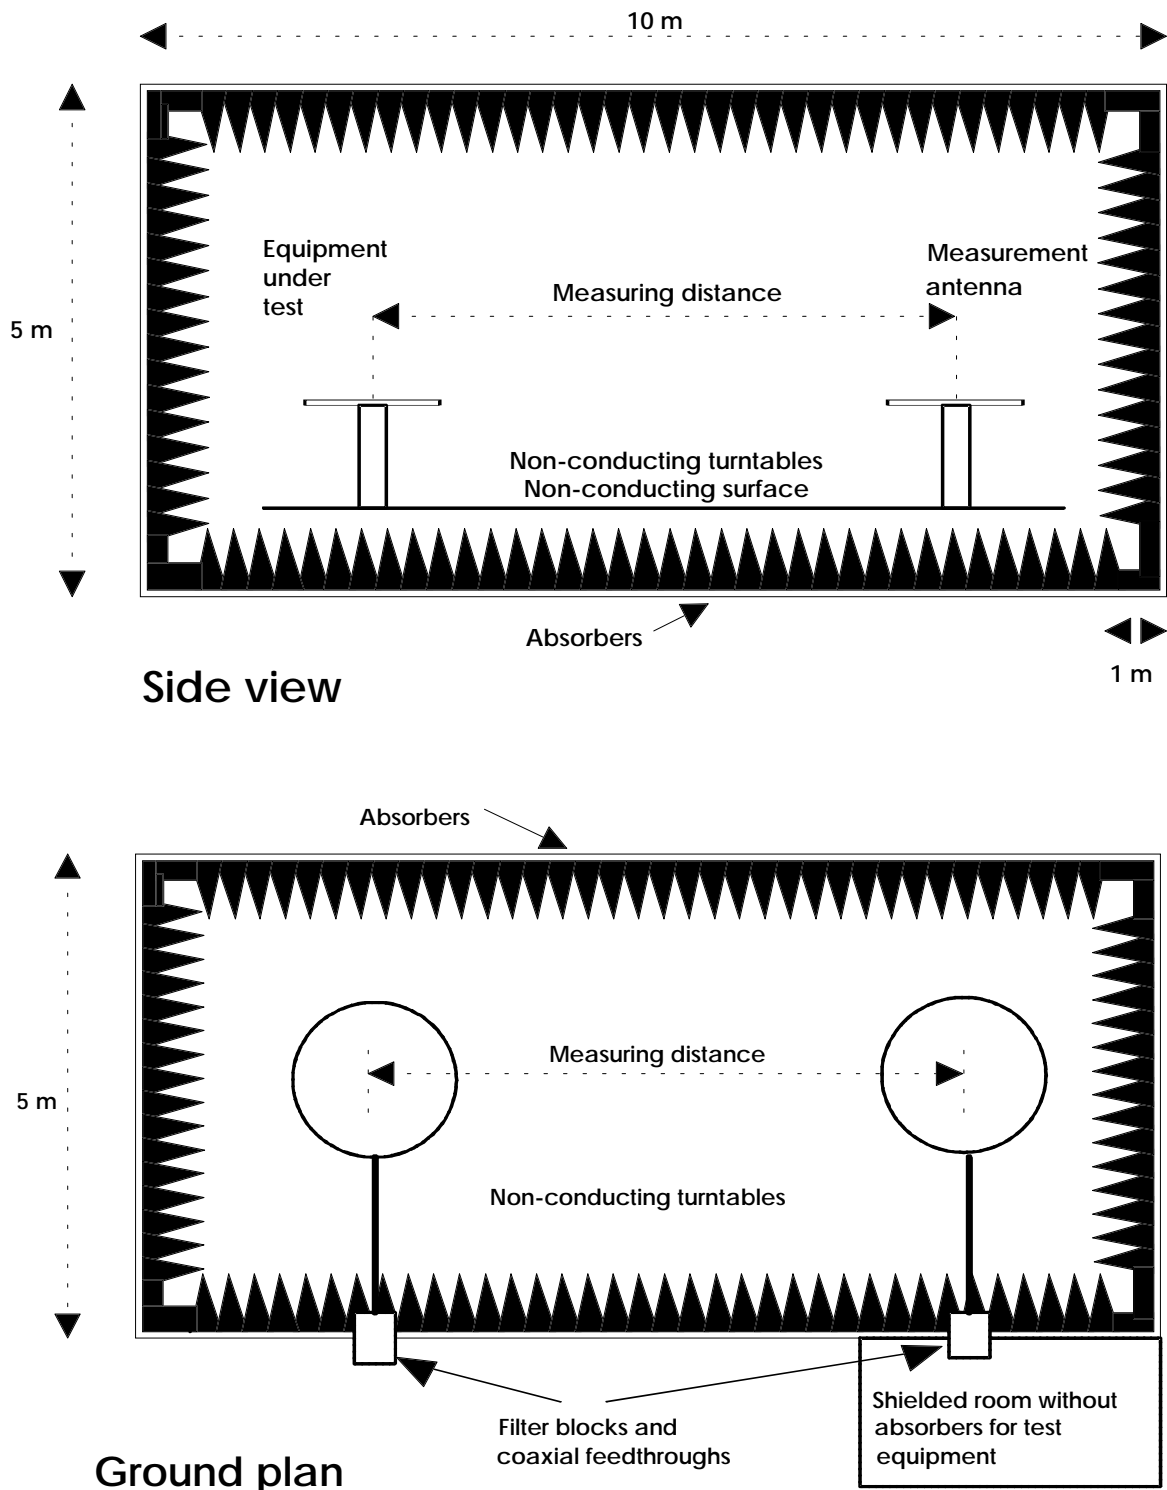 10 m
Equipment
under
test
Measurement
antenna
Measuring distance
5 m
Non-conducting turntables
Non-conducting surface
Absorbers
1 m
Side view
Absorbers
Measuring distance
5 m
Non-conducting turntables
Filter blocks and
coaxial feedthroughs
Shielded room without
absorbers for test
equipment
Ground plan